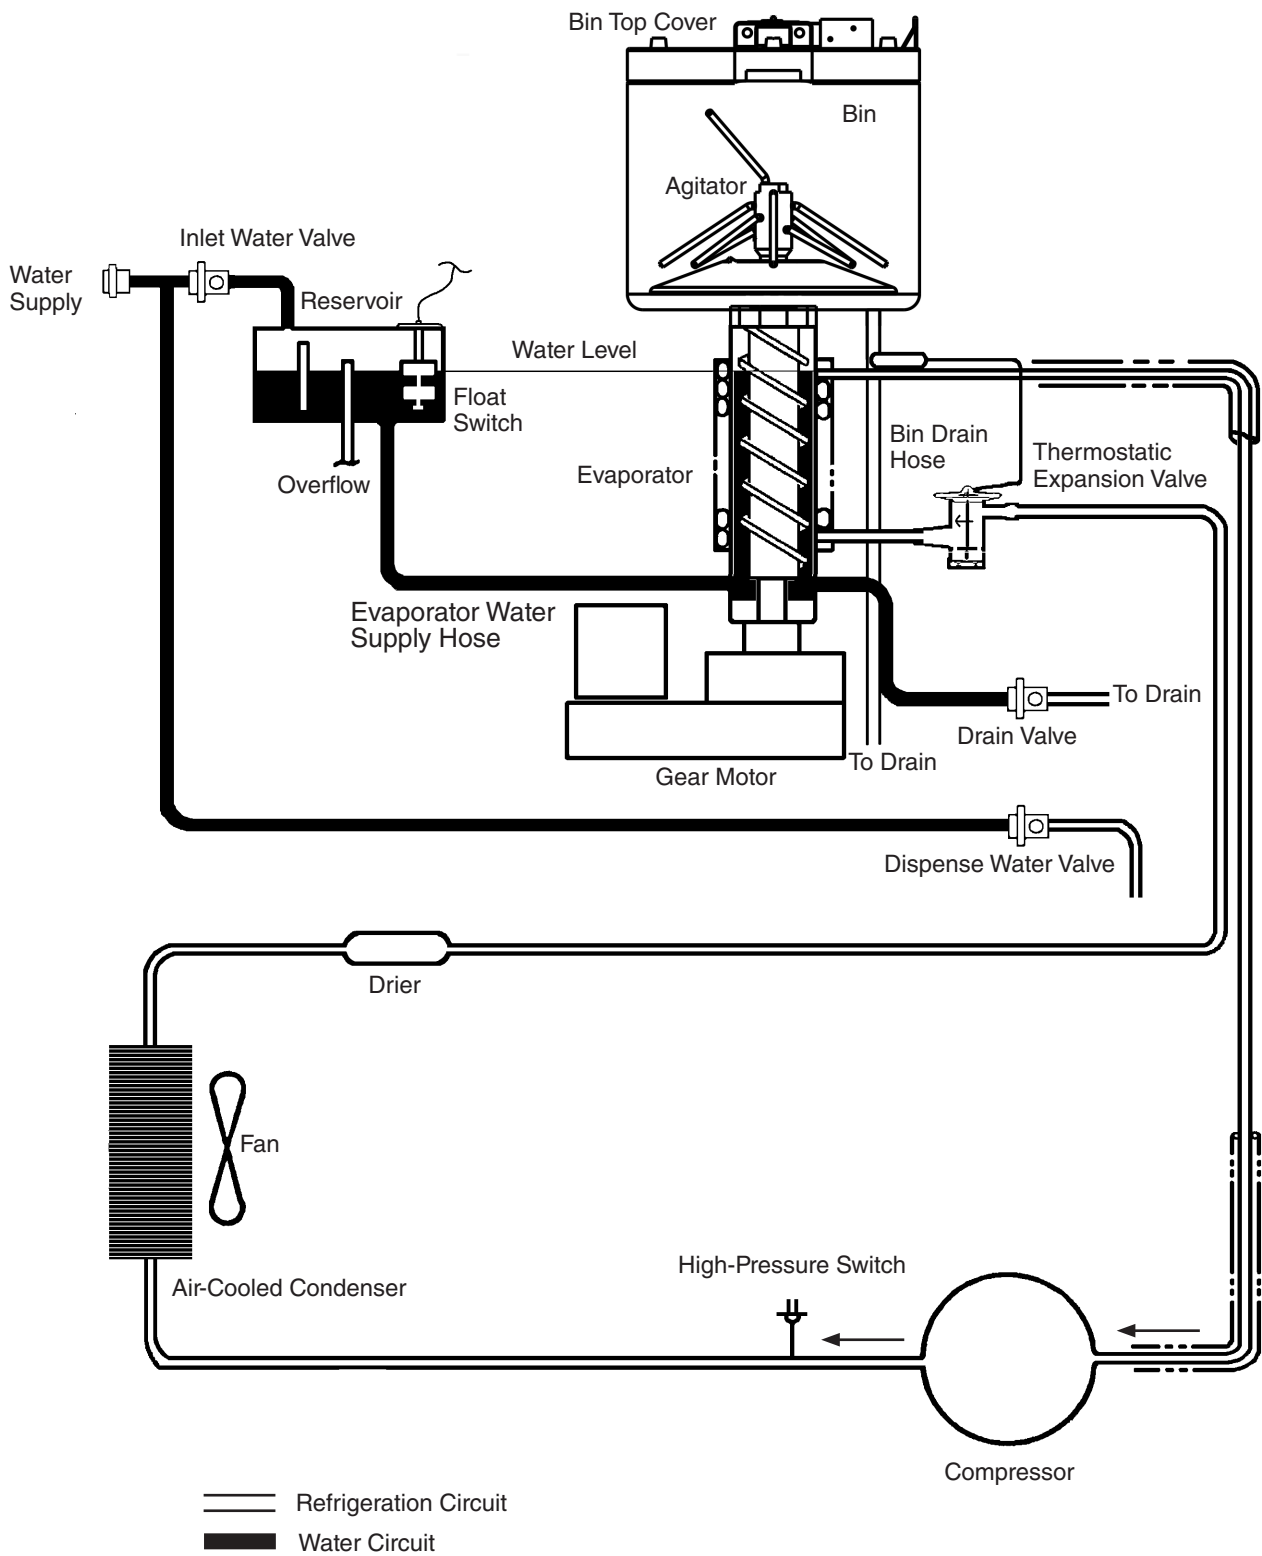 Bin Top Cover
Bin
Agitator
Inlet Water Valve
Water
Supply
Reservoir
Water Level
Float
Switch
Bin Drain
Hose
Thermostatic
Expansion Valve
Evaporator
Overflow
Evaporator Water
Supply Hose
To Drain
Drain Valve
To Drain
Gear Motor
Dispense Water Valve
Drier
Fan
High-Pressure Switch
Air-Cooled Condenser
Compressor
Refrigeration Circuit
Water Circuit